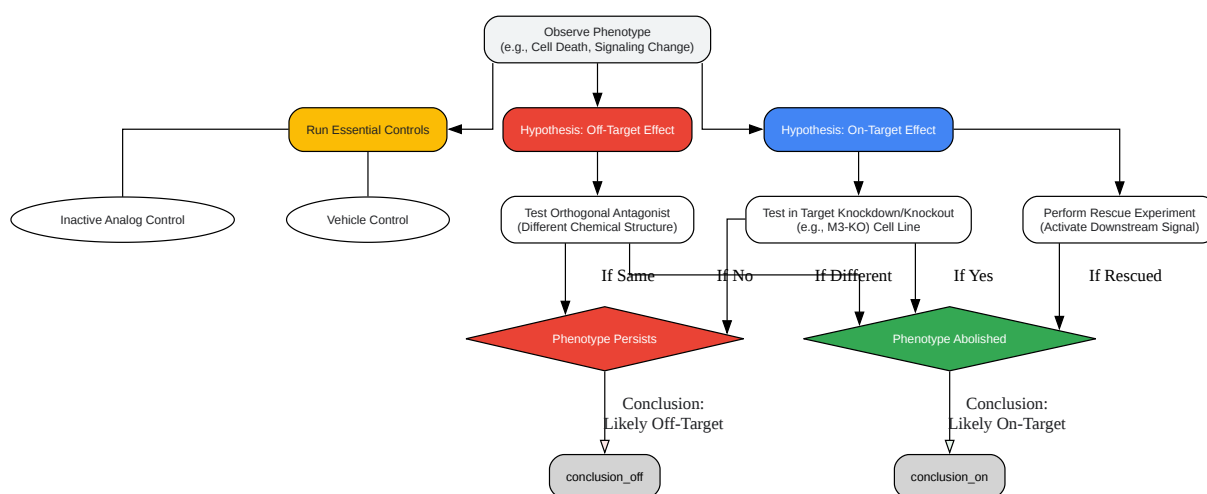 Observe Phenotype
(e.g., Cell Death, Signaling Change)
Run Essential Controls
Hypothesis: Off-Target Effect
Hypothesis: On-Target Effect
Inactive Analog Control
Vehicle Control
Test Orthogonal Antagonist
(Different Chemical Structure)
Test in Target Knockdown/Knockout
(e.g., M3-KO) Cell Line
Perform Rescue Experiment
(Activate Downstream Signal)
If Same
If No
If Different
If Yes
If Rescued
Phenotype Persists
Phenotype Abolished
Conclusion:
Likely Off-Target
Conclusion:
Likely On-Target
conclusion_off
conclusion_on